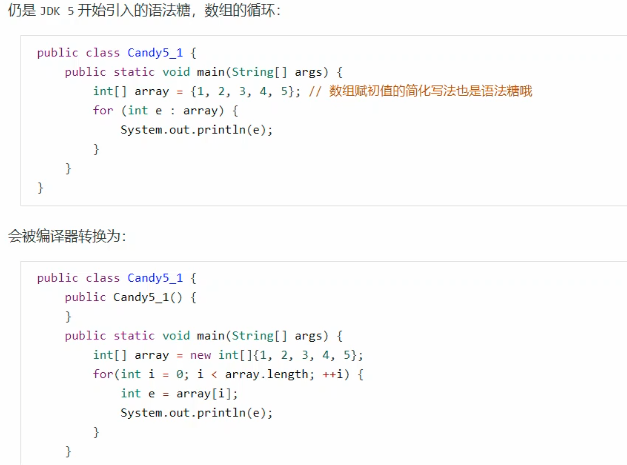 仍是 JDK 5 开始引入的语法糖，数组的循环：
public class Candy5_1 {
    public static void main(String[] args) {
        int[] array = {1, 2, 3, 4, 5}; // 数组赋初值的简化写法也是语法糖哦
        for (int e : array) {
            System.out.println(e);
        }
    }
}
会被编译器转换为：
public class Candy5_1 {
    public Candy5_1() {
    }
    public static void main(String[] args) {
        int[] array = new int[]{1, 2, 3, 4, 5};
        for(int i = 0; i < array.length; ++i) {
            int e = array[i];
            System.out.println(e);
        }
    }